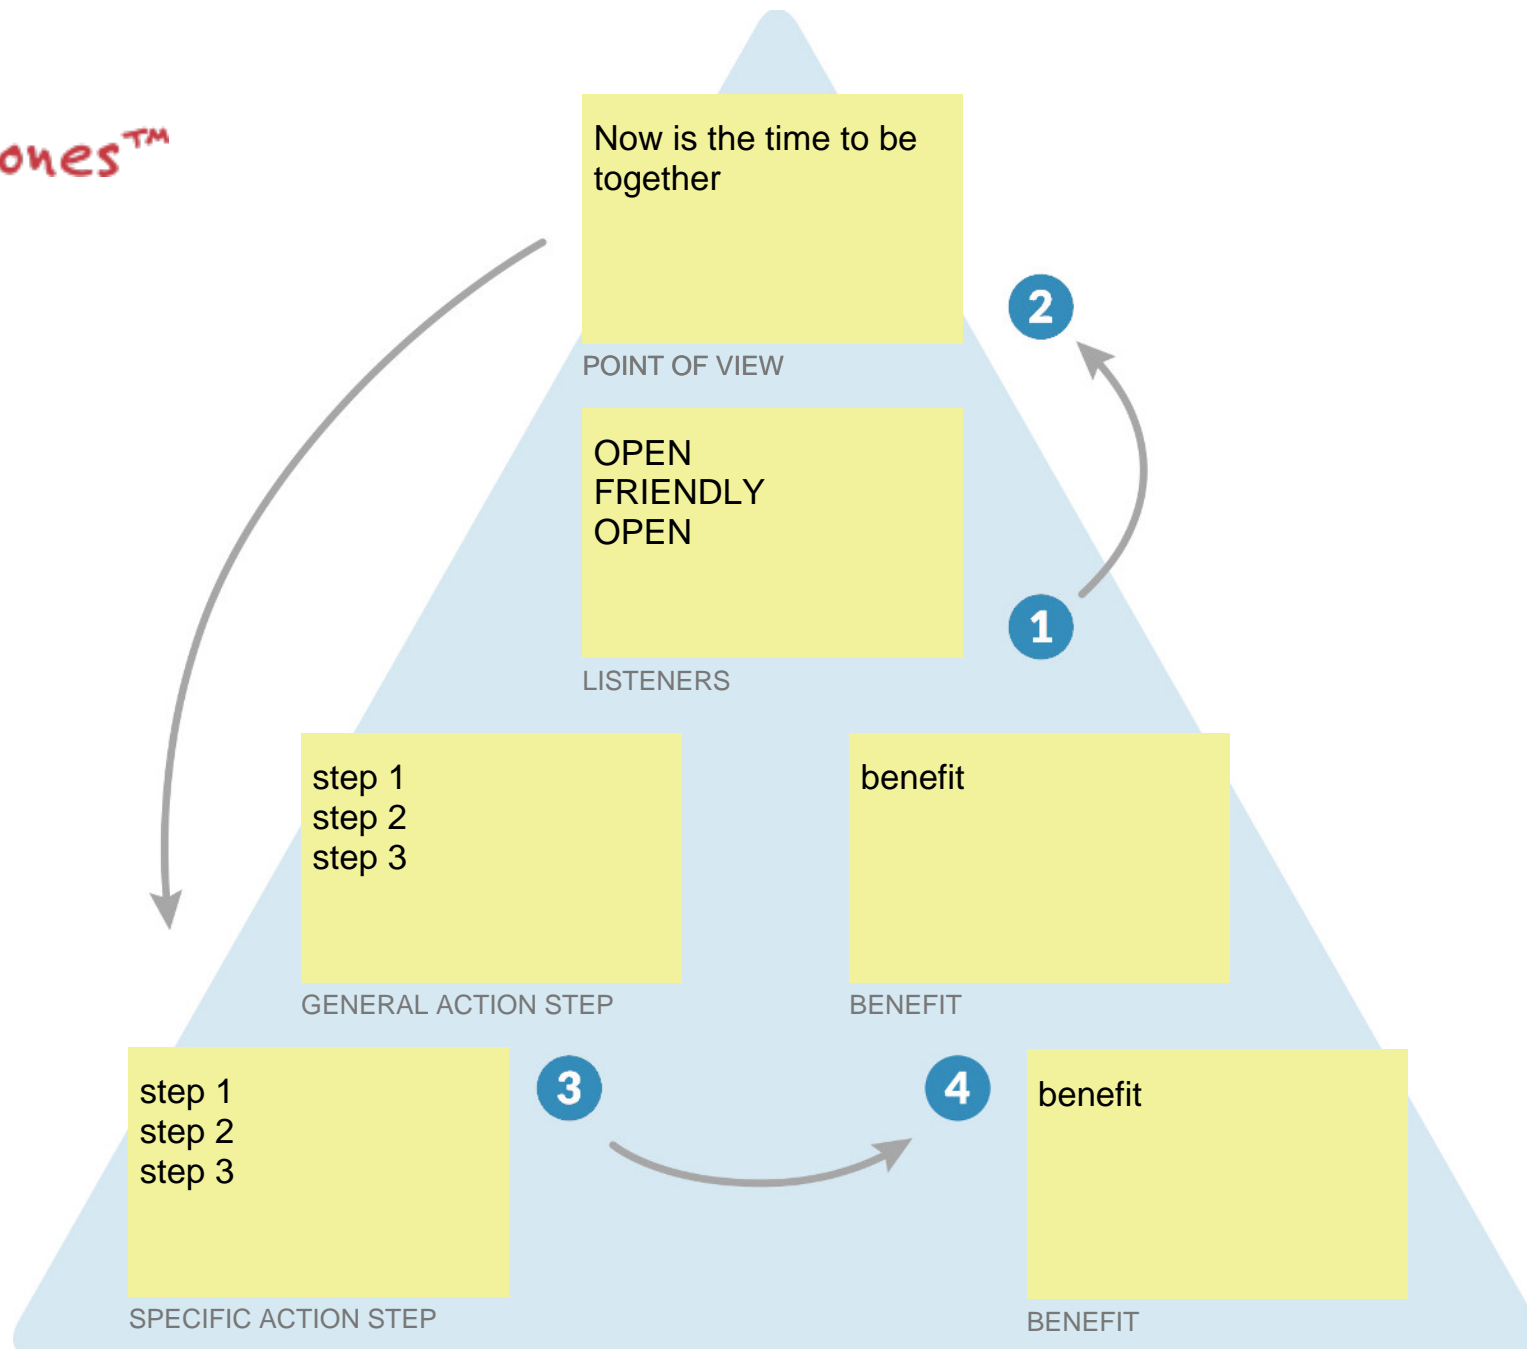 ones™
Now is the time to be
together
2
POINT OF VIEW
OPEN
FRIENDLY
OPEN
1
LISTENERS
step 1
step 2
step 3
benefit
GENERAL ACTION STEP
BENEFIT
step 1
step 2
step 3
3
4
benefit
SPECIFIC ACTION STEP
BENEFIT